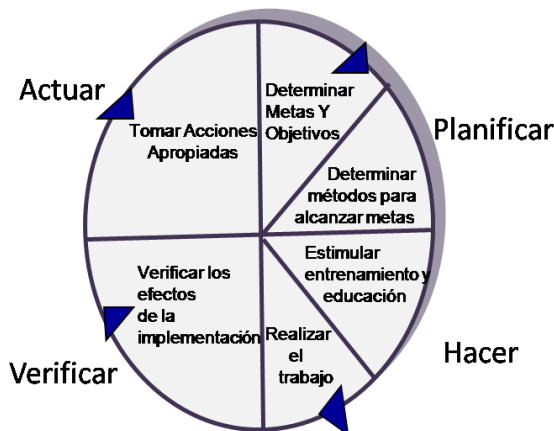 Actuar
Tomar Acciones
Apropiadas
Determinar
Metas Y
Objetivos
Planificar
Determinar
métodos para
alcanzar metas
Estimular
entrenamiento y
educación
Hacer
Realizar
el
trabajo
Verificar los
efectos
de la
implementación
Verificar